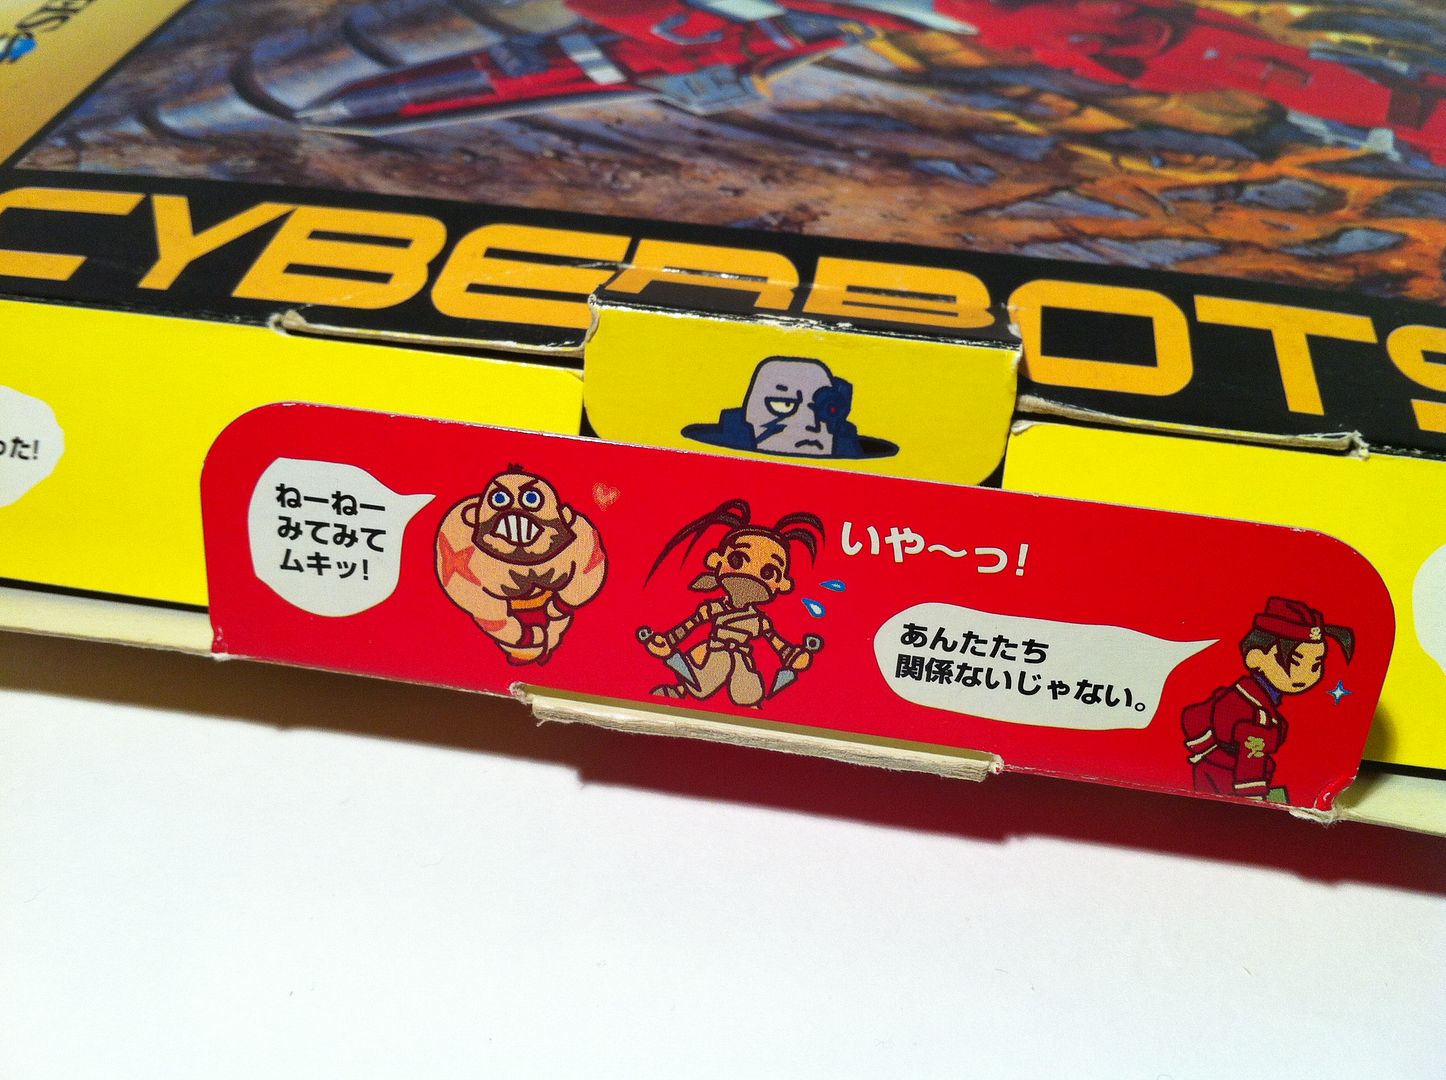 CYBERBOTS
った!
ねーねー
みてみて
ムキッ!
いや〜っ!
あんたたち
関係ないじゃない。